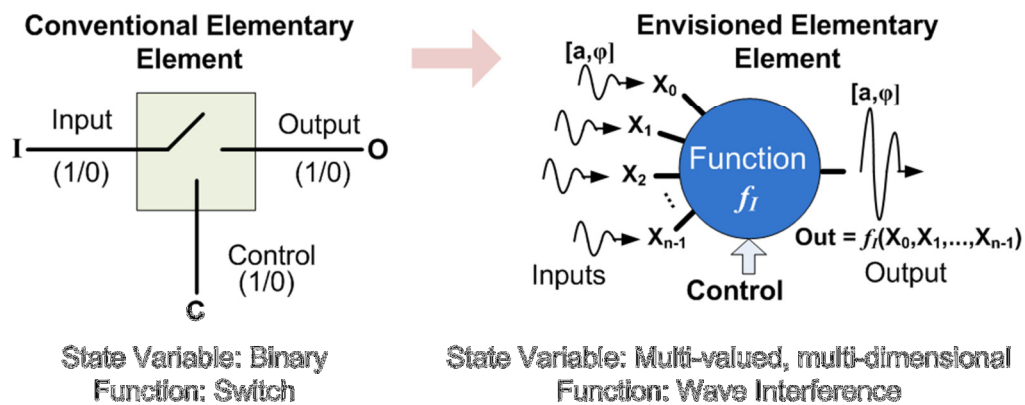 Conventional Elementary
Element
Input
Output
I
O
(1/0)
(1/0)
Control
(1/0)
C
State Variable: Binary
Function: Switch
Envisioned Elementary
Element
[a,φ]
X0
X1
X2
...
Xn-1
Inputs
Function
fI
Control
[a,φ]
Out = fI(X0,X1,...,Xn-1)
Output
State Variable: Multi-valued, multi-dimensional
Function: Wave Interference